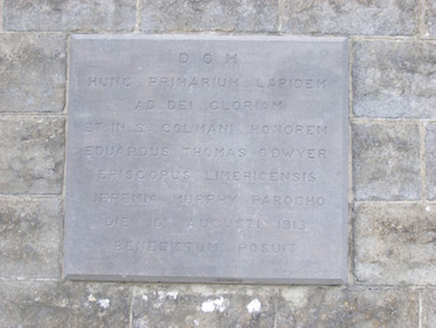 D O M
HUNC PRIMARIUM LAPIDEM
AD DEI GLORIAM
ET IN S. COLMANI HONOREM
EDUARDUS THOMAS O'DWYER
EPISCOPUS LIMERICENSIS
JEREMIA MURPHY PAROCHO
DIE AUGUSTI 1913
BENEDICTUM POSUIT